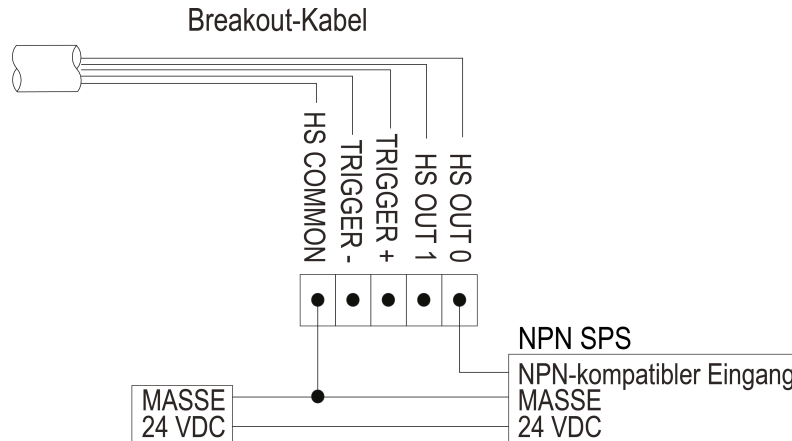 Breakout-Kabel
HS COMMON
TRIGGER -
TRIGGER +
HS OUT 1
HS OUT 0
NPN SPS
NPN-kompatibler Eingang
MASSE
24 VDC
MASSE
24 VDC